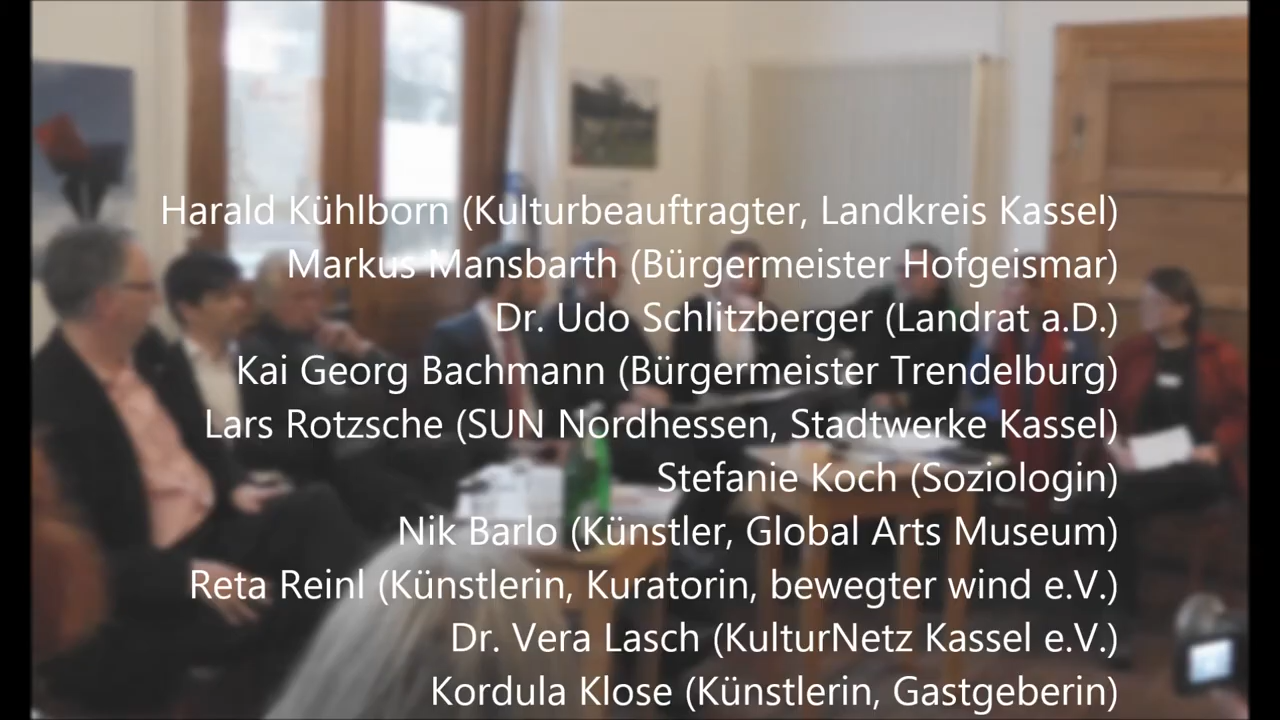 Harald Kühlborn (Kulturbeauftragter, Landkreis Kassel)
Markus Mansbarth (Bürgermeister Hofgeismar)
Dr. Udo Schlitzberger (Landrat a.D.)
Kai Georg Bachmann (Bürgermeister Trendelburg)
Lars Rotzsche (SUN Nordhessen, Stadtwerke Kassel)
Stefanie Koch (Soziologin)
Nik Barlo (Künstler, Global Arts Museum)
Reta Reinl (Künstlerin, Kuratorin, bewegter wind e.V.)
Dr. Vera Lasch (KulturNetz Kassel e.V.)
Kordula Klose (Künstlerin, Gastgeberin)